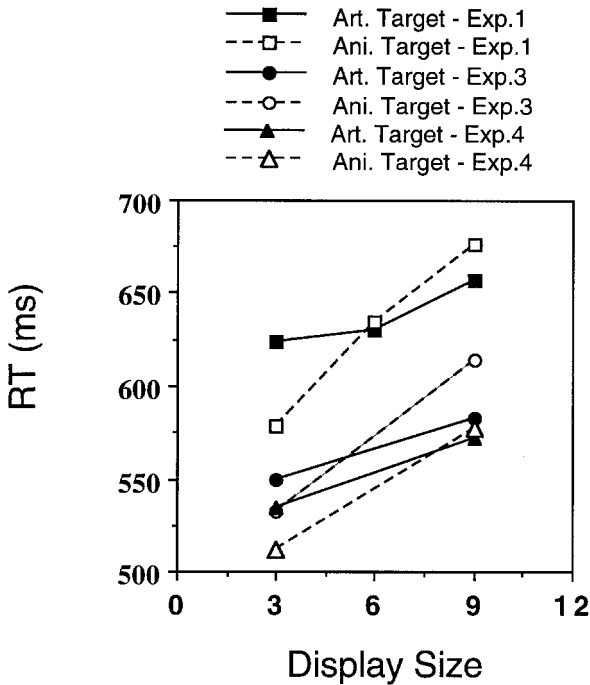 Art. Target - Exp.1
Ani. Target - Exp.1
Art. Target - Exp.3
Ani. Target - Exp.3
Art. Target - Exp.4
Ani. Target - Exp.4
700
650
600
550
500
RT (ms)
0 3 6 9 12
Display Size